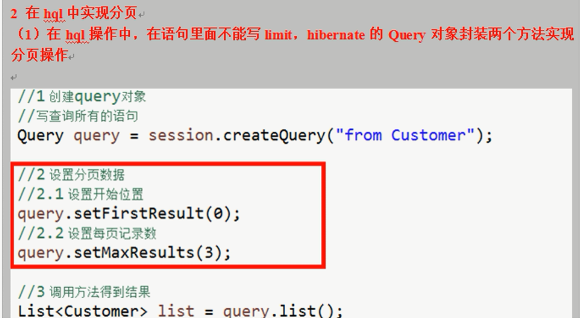 2 在 hql 中实现分页
（1）在 hql 操作中，在语句里面不能写 limit，hibernate 的 Query 对象封装两个方法实现
分页操作
//1 创建query对象
//写查询所有的语句
Query query = session.createQuery("from Customer");
//2 设置分页数据
//2.1 设置开始位置
query.setFirstResult(0);
//2.2 设置每页记录数
query.setMaxResults(3);
//3 调用方法得到结果
List<Customer> list = query.list();